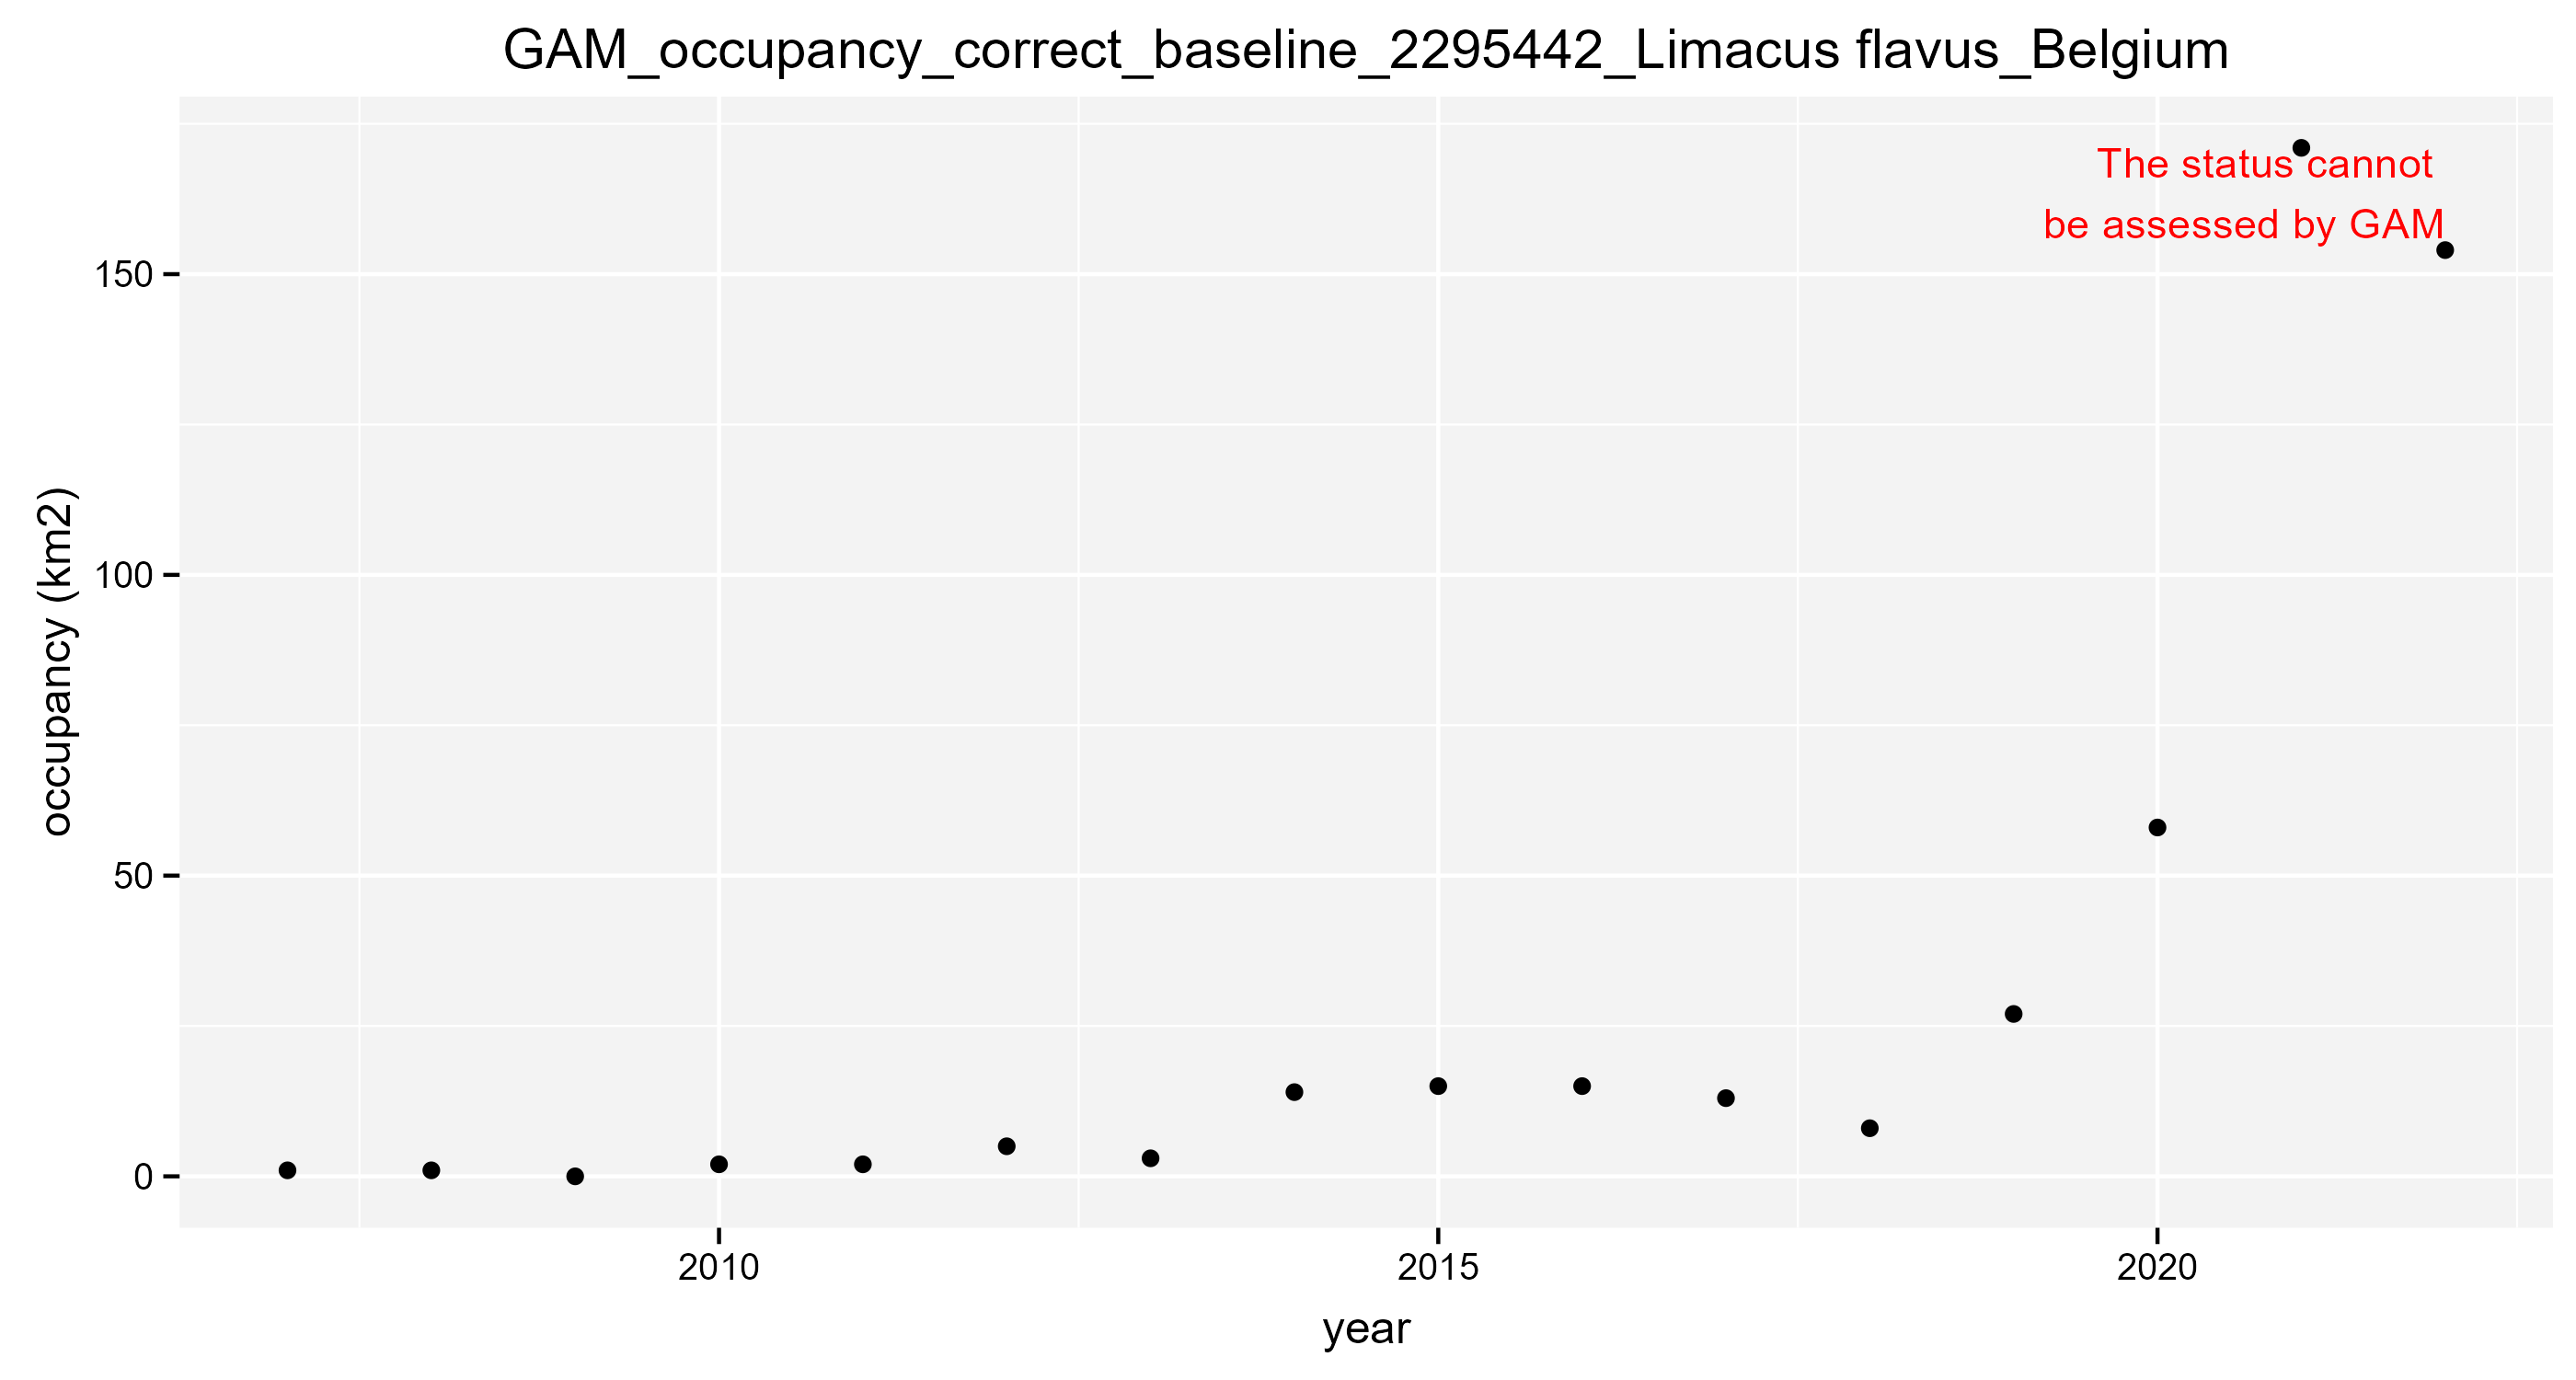 GAM_occupancy_correct_baseline_2295442_Limacus flavus_Belgium
The status cannot
be assessed by GAM
occupancy (km2)
150
100
50
0
2010
2015
2020
year